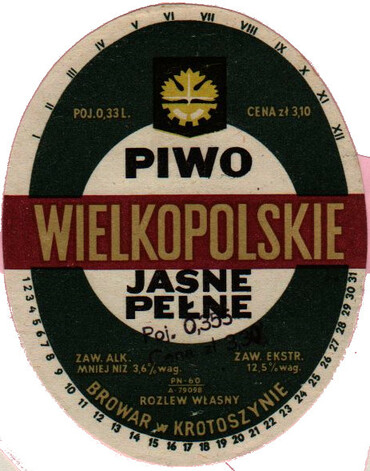 I II III IV V VI VII VIII IX X XI XII
POJ. 0,33 L.
CENA zł 3,10
PIWO
WIELKOPOLSKIE
JASNE
PEŁNE
Poj. 0,355
Cena zł 3,30
ZAW. ALK.
MNIEJ NIŻ 3,6% wag.
ZAW. EKSTR.
12,5% wag.
PN-60
A-79098
ROZLEW WŁASNY
BROWAR w KROTOSZYNIE
1 2 3 4 5 6 7 8 9 10 11 12 13 14 15 16 17 18 19 20 21 22 23 24 25 26 27 28 29 30 31